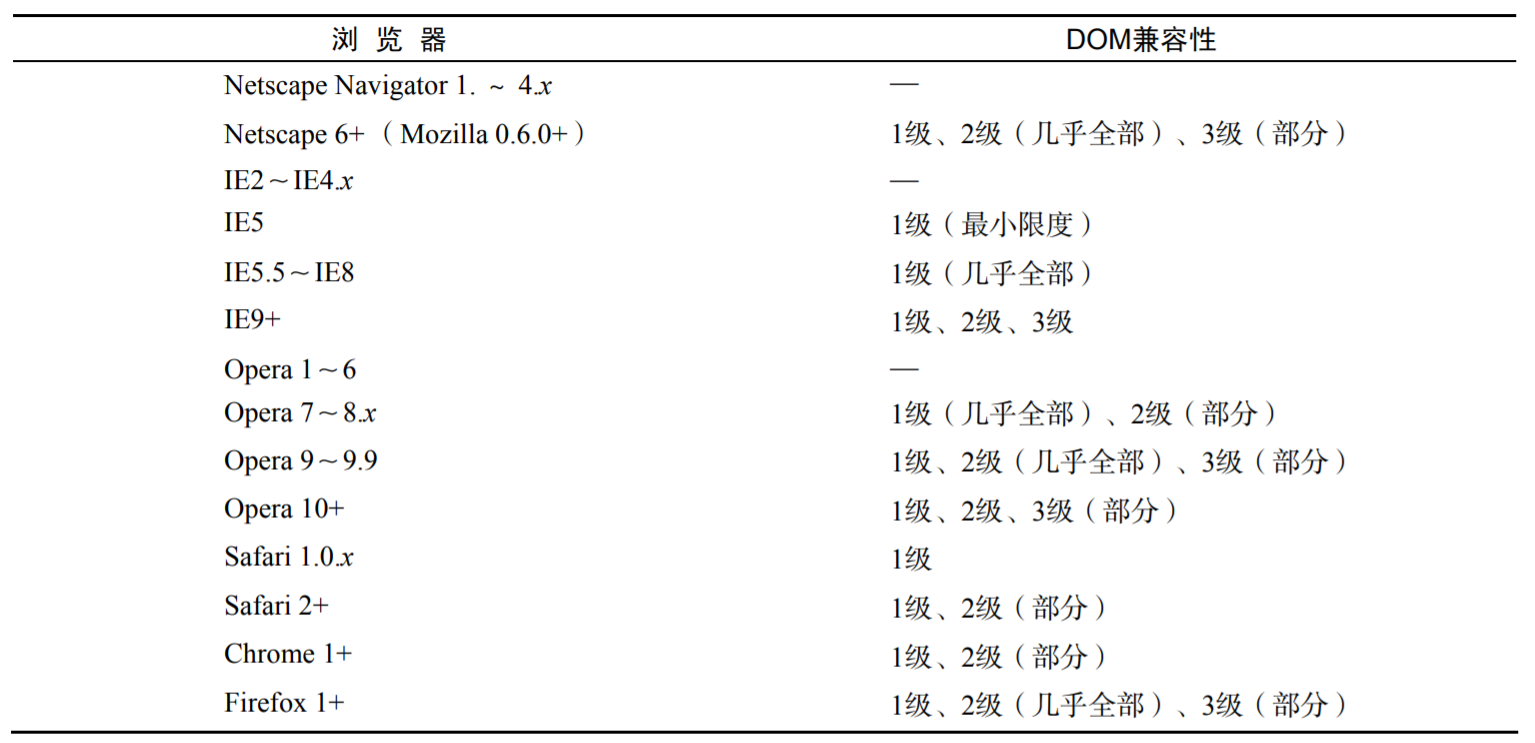 浏 览 器 DOM兼容性
Netscape Navigator 1. ~ 4.x —
Netscape 6+（Mozilla 0.6.0+） 1级、2级（几乎全部）、3级（部分）
IE2～IE4.x —
IE5 1级（最小限度）
IE5.5～IE8 1级（几乎全部）
IE9+ 1级、2级、3级
Opera 1～6 —
Opera 7～8.x 1级（几乎全部）、2级（部分）
Opera 9～9.9 1级、2级（几乎全部）、3级（部分）
Opera 10+ 1级、2级、3级（部分）
Safari 1.0.x 1级
Safari 2+ 1级、2级（部分）
Chrome 1+ 1级、2级（部分）
Firefox 1+ 1级、2级（几乎全部）、3级（部分）